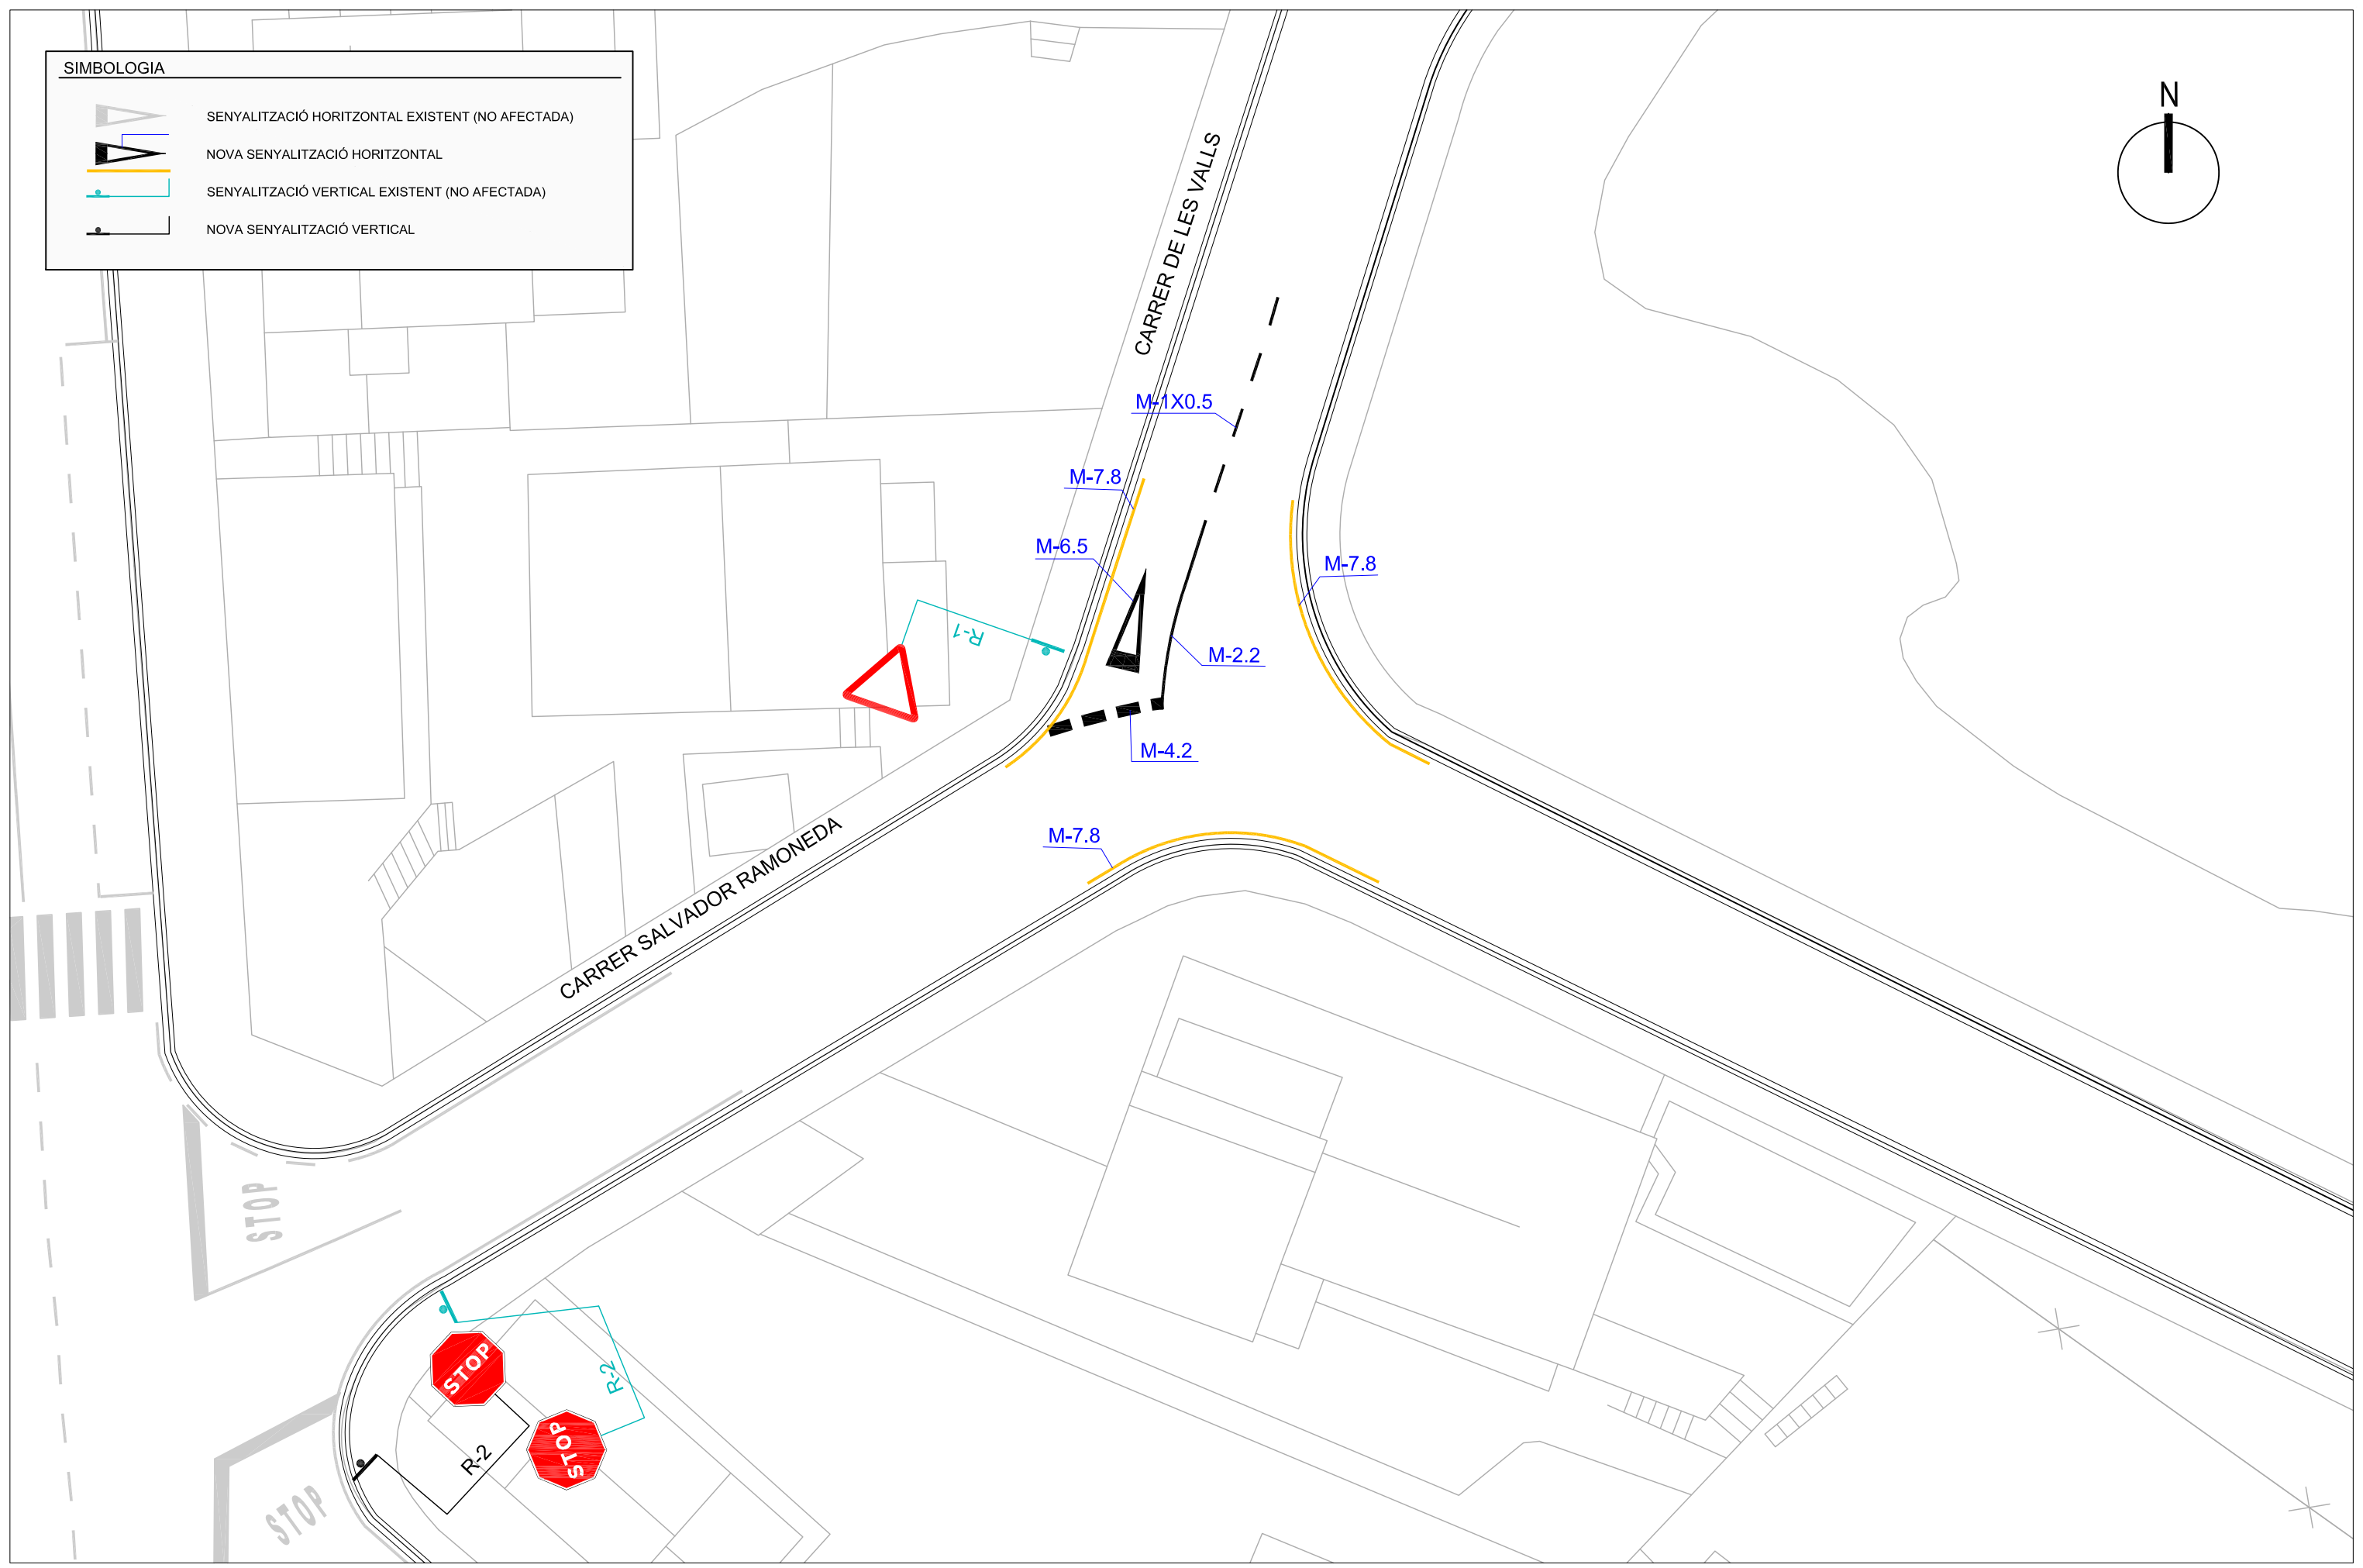 SIMBOLOGIA
SENYALITZACIÓ HORITZONTAL EXISTENT (NO AFECTADA)
NOVA SENYALITZACIÓ HORITZONTAL
SENYALITZACIÓ VERTICAL EXISTENT (NO AFECTADA)
NOVA SENYALITZACIÓ VERTICAL
N
CARRER DE LES VALLS
M-1X0.5
M-7.8
M-6.5
M-7.8
R-1
M-2.2
M-4.2
M-7.8
CARRER SALVADOR RAMONEDA
STOP
STOP
R-2
STOP
R-2
STOP